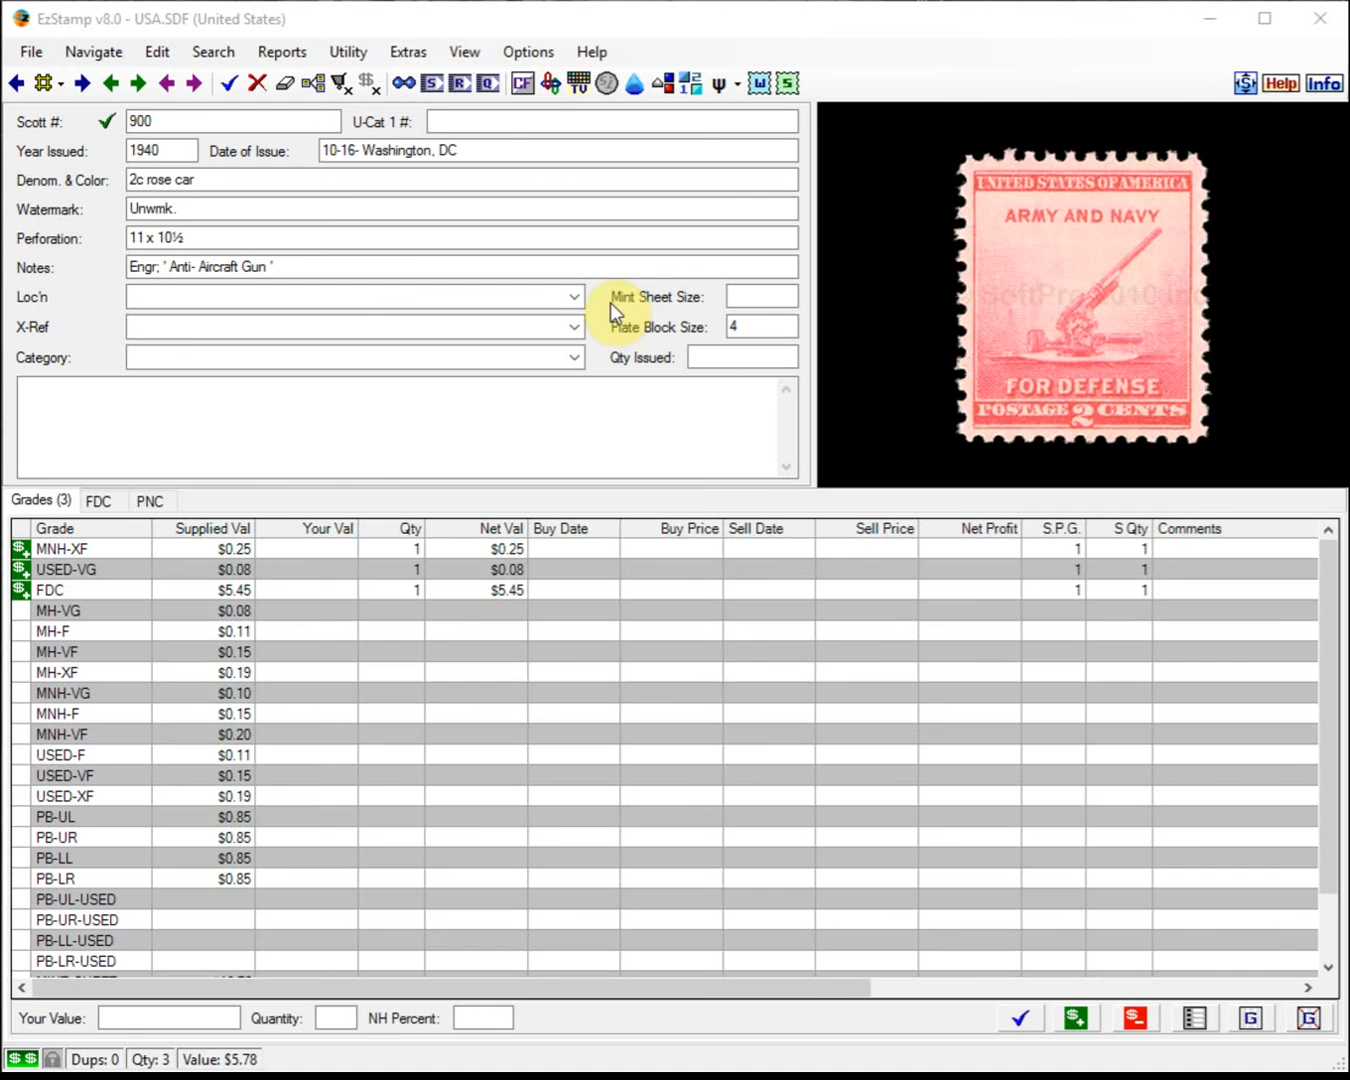 EzStamp v8.0 - USA.SDF (United States)
File Navigate Edit Search Reports Utility Extras View Options Help
S R Q CF TV ψ W S S Help Info
Scott #: 900 U-Cat 1 #:
Year Issued: 1940 Date of Issue: 10-16- Washington, DC
Denom. & Color: 2c rose car
Watermark: Unwmk.
Perforation: 11 x 10½
Notes: Engr; ' Anti- Aircraft Gun '
Loc'n Mint Sheet Size:
X-Ref Plate Block Size: 4
Category: Qty Issued:
UNITED STATES OF AMERICA
ARMY AND NAVY
FOR DEFENSE
POSTAGE 2 CENTS
Grades (3) FDC PNC
Grade Supplied Val Your Val Qty Net Val Buy Date Buy Price Sell Date Sell Price Net Profit S.P.G. S Qty Comments
$+ MNH-XF $0.25 1 $0.25 1 1
$+ USED-VG $0.08 1 $0.08 1 1
$+ FDC $5.45 1 $5.45 1 1
MH-VG $0.08
MH-F $0.11
MH-VF $0.15
MH-XF $0.19
MNH-VG $0.10
MNH-F $0.15
MNH-VF $0.20
USED-F $0.11
USED-VF $0.15
USED-XF $0.19
PB-UL $0.85
PB-UR $0.85
PB-LL $0.85
PB-LR $0.85
PB-UL-USED
PB-UR-USED
PB-LL-USED
PB-LR-USED
Your Value: Quantity: NH Percent: $+ $- G G
$ $ Dups: 0 Qty: 3 Value: $5.78